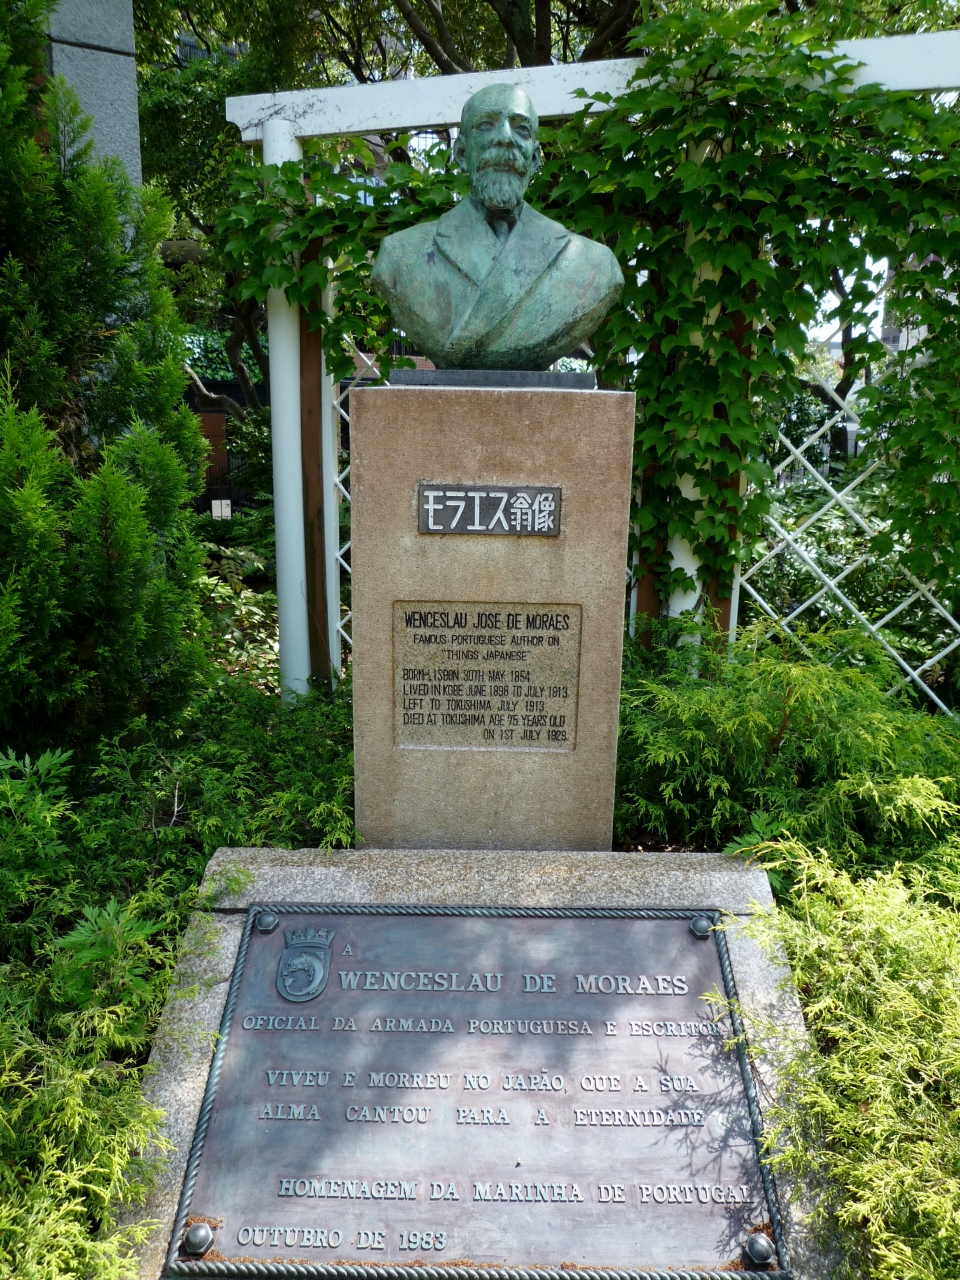 モラエス翁像
WENCESLAU JOSE DE MORAES
FAMOUS PORTUGUESE AUTHOR ON
"THINGS JAPANESE"
BORN-LISBON 30TH MAY. 1854
LIVED IN KOBE JUNE 1898 TO JULY 1913
LEFT TO TOKUSHIMA JULY 1913
DIED AT TOKUSHIMA AGE 75 YEARS OLD
ON 1ST JULY 1929.
A
WENCESLAU DE MORAES
OFICIAL DA ARMADA PORTUGUESA E ESCRITOR
VIVEU E MORREU NO JAPÃO, QUE A SUA
ALMA CANTOU PARA A ETERNIDADE
HOMENAGEM DA MARINHA DE PORTUGAL
OUTUBRO DE 1983